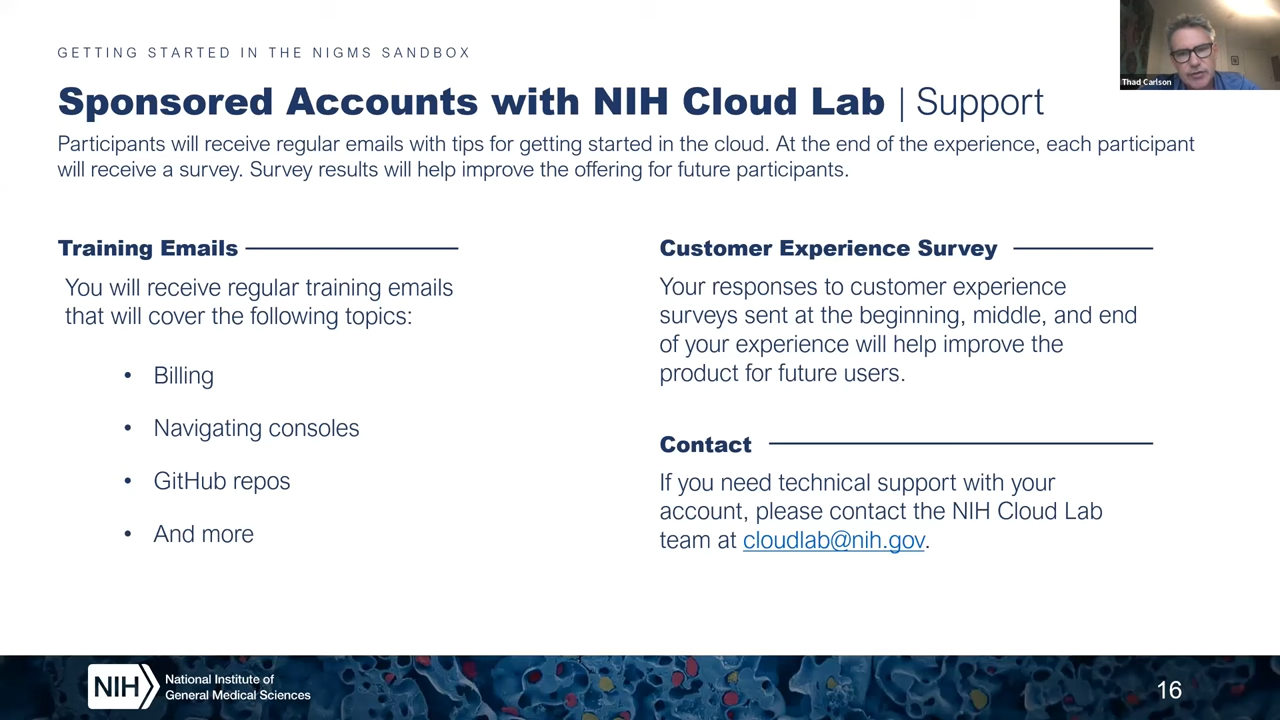 GETTING STARTED IN THE NIGMS SANDBOX
Thad Carlson
Sponsored Accounts with NIH Cloud Lab | Support
Participants will receive regular emails with tips for getting started in the cloud. At the end of the experience, each participant
will receive a survey. Survey results will help improve the offering for future participants.
Training Emails
You will receive regular training emails
that will cover the following topics:
• Billing
• Navigating consoles
• GitHub repos
• And more
Customer Experience Survey
Your responses to customer experience
surveys sent at the beginning, middle, and end
of your experience will help improve the
product for future users.
Contact
If you need technical support with your
account, please contact the NIH Cloud Lab
team at cloudlab@nih.gov.
NIH
National Institute of
General Medical Sciences
16